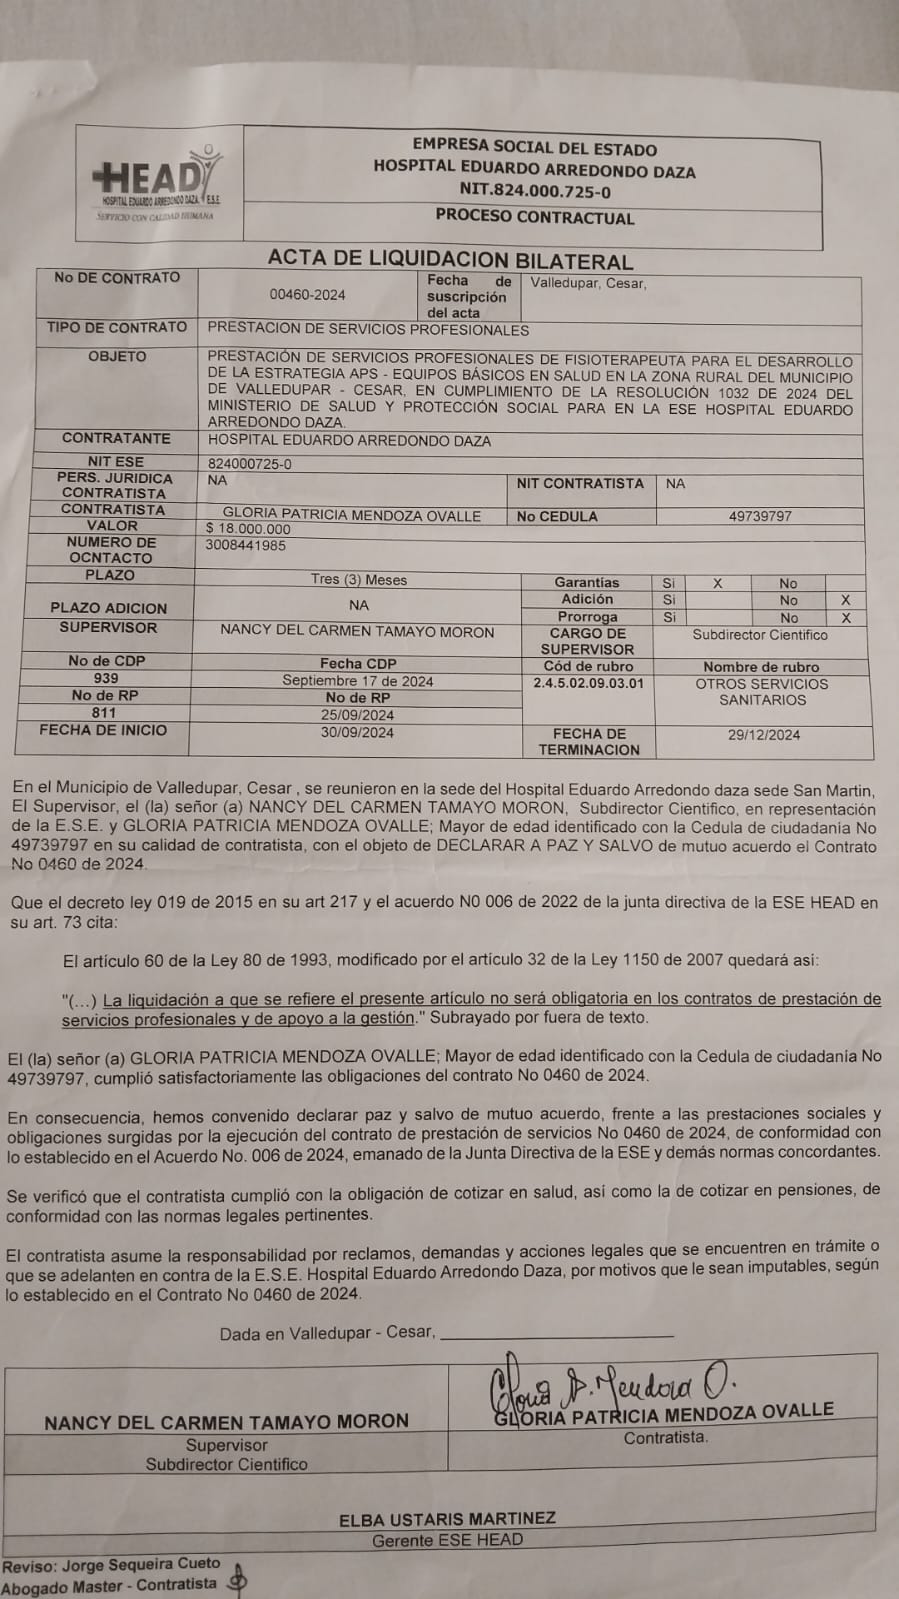 HEAD
HOSPITAL EDUARDO ARREDONDO DAZA E.S.E.
SERVICIO CON CALIDAD HUMANA
EMPRESA SOCIAL DEL ESTADO
HOSPITAL EDUARDO ARREDONDO DAZA
NIT.824.000.725-0
PROCESO CONTRACTUAL
ACTA DE LIQUIDACION BILATERAL
No DE CONTRATO 00460-2024 Fecha de suscripción del acta Valledupar, Cesar,
TIPO DE CONTRATO PRESTACION DE SERVICIOS PROFESIONALES
OBJETO PRESTACIÓN DE SERVICIOS PROFESIONALES DE FISIOTERAPEUTA PARA EL DESARROLLO
DE LA ESTRATEGIA APS - EQUIPOS BÁSICOS EN SALUD EN LA ZONA RURAL DEL MUNICIPIO
DE VALLEDUPAR - CESAR, EN CUMPLIMIENTO DE LA RESOLUCIÓN 1032 DE 2024 DEL
MINISTERIO DE SALUD Y PROTECCIÓN SOCIAL PARA EN LA ESE HOSPITAL EDUARDO
ARREDONDO DAZA.
CONTRATANTE HOSPITAL EDUARDO ARREDONDO DAZA
NIT ESE 824000725-0
PERS. JURIDICA CONTRATISTA NA NIT CONTRATISTA NA
CONTRATISTA GLORIA PATRICIA MENDOZA OVALLE No CEDULA 49739797
VALOR $ 18.000.000
NUMERO DE OCNTACTO 3008441985
PLAZO Tres (3) Meses Garantías Si X No
PLAZO ADICION NA Adición Si No X
Prorroga Si No X
SUPERVISOR NANCY DEL CARMEN TAMAYO MORON CARGO DE SUPERVISOR Subdirector Cientifico
No de CDP Fecha CDP Cód de rubro Nombre de rubro
939 Septiembre 17 de 2024 2.4.5.02.09.03.01 OTROS SERVICIOS SANITARIOS
No de RP No de RP
811 25/09/2024
FECHA DE INICIO 30/09/2024 FECHA DE TERMINACION 29/12/2024
En el Municipio de Valledupar, Cesar , se reunieron en la sede del Hospital Eduardo Arredondo daza sede San Martin,
El Supervisor, el (la) señor (a) NANCY DEL CARMEN TAMAYO MORON, Subdirector Cientifico, en representación
de la E.S.E. y GLORIA PATRICIA MENDOZA OVALLE; Mayor de edad identificado con la Cedula de ciudadanía No
49739797 en su calidad de contratista, con el objeto de DECLARAR A PAZ Y SALVO de mutuo acuerdo el Contrato
No 0460 de 2024.
Que el decreto ley 019 de 2015 en su art 217 y el acuerdo N0 006 de 2022 de la junta directiva de la ESE HEAD en
su art. 73 cita:
El artículo 60 de la Ley 80 de 1993, modificado por el artículo 32 de la Ley 1150 de 2007 quedará asi:
"(...) La liquidación a que se refiere el presente artículo no será obligatoria en los contratos de prestación de
servicios profesionales y de apoyo a la gestión." Subrayado por fuera de texto.
El (la) señor (a) GLORIA PATRICIA MENDOZA OVALLE; Mayor de edad identificado con la Cedula de ciudadanía No
49739797, cumplió satisfactoriamente las obligaciones del contrato No 0460 de 2024.
En consecuencia, hemos convenido declarar paz y salvo de mutuo acuerdo, frente a las prestaciones sociales y
obligaciones surgidas por la ejecución del contrato de prestación de servicios No 0460 de 2024, de conformidad con
lo establecido en el Acuerdo No. 006 de 2024, emanado de la Junta Directiva de la ESE y demás normas concordantes.
Se verificó que el contratista cumplió con la obligación de cotizar en salud, así como la de cotizar en pensiones, de
conformidad con las normas legales pertinentes.
El contratista asume la responsabilidad por reclamos, demandas y acciones legales que se encuentren en trámite o
que se adelanten en contra de la E.S.E. Hospital Eduardo Arredondo Daza, por motivos que le sean imputables, según
lo establecido en el Contrato No 0460 de 2024.
Dada en Valledupar - Cesar, ____________________
Gloria P. Mendoza O.
NANCY DEL CARMEN TAMAYO MORON GLORIA PATRICIA MENDOZA OVALLE
Supervisor Contratista.
Subdirector Cientifico
ELBA USTARIS MARTINEZ
Gerente ESE HEAD
Reviso: Jorge Sequeira Cueto
Abogado Master - Contratista